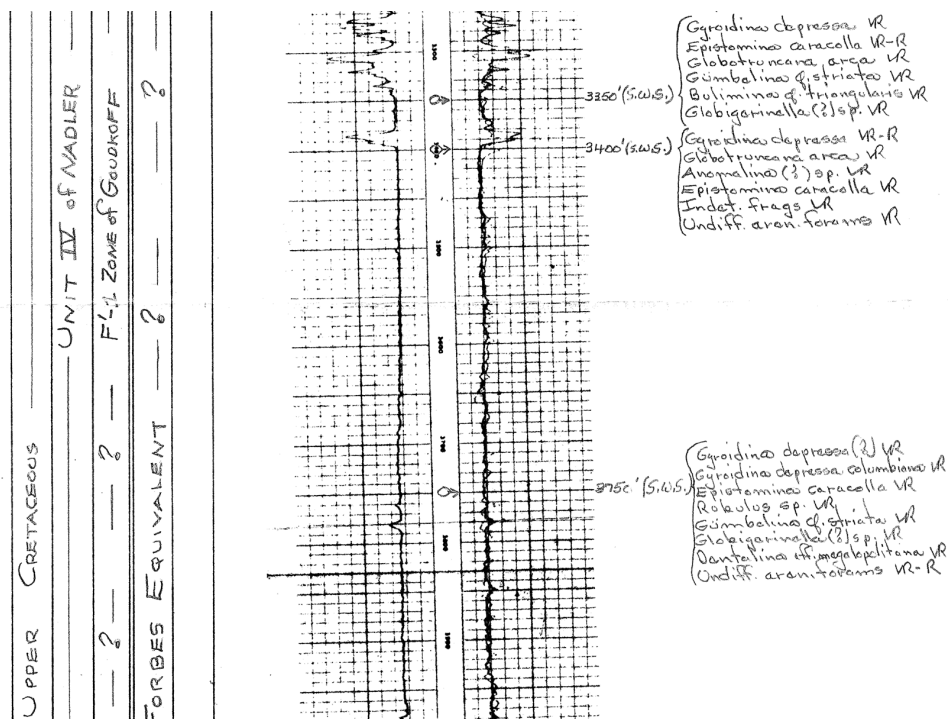 UPPER CRETACEOUS
UNIT IV of NADLER
? ? F'-L ZONE of GOUDKOFF
FORBES EQUIVALENT ? ?
3350' (S.W.S.)
Gyroidina depressa VR
Epistomina caracolla VR-R
Globotruncana arca VR
Gümbelina cf. striata VR
Bulimina cf. triangularis VR
Globigerinella (?) sp. VR
3400' (S.W.S.)
Gyroidina depressa VR-R
Globotruncana arca VR
Anomalina (?) sp. VR
Epistomina caracolla VR
Indet. frags VR
Undiff. aren. forams VR
3600
3700
3800
3900
3750' (S.W.S.)
Gyroidina depressa (?) VR
Gyroidina depressa columbiana VR
Epistomina caracolla VR
Robulus sp. VR
Gümbelina cf. striata VR
Globigerinella (?) sp. VR
Dentalina aff. megalopolitana VR
Undiff. aren. forams VR-R